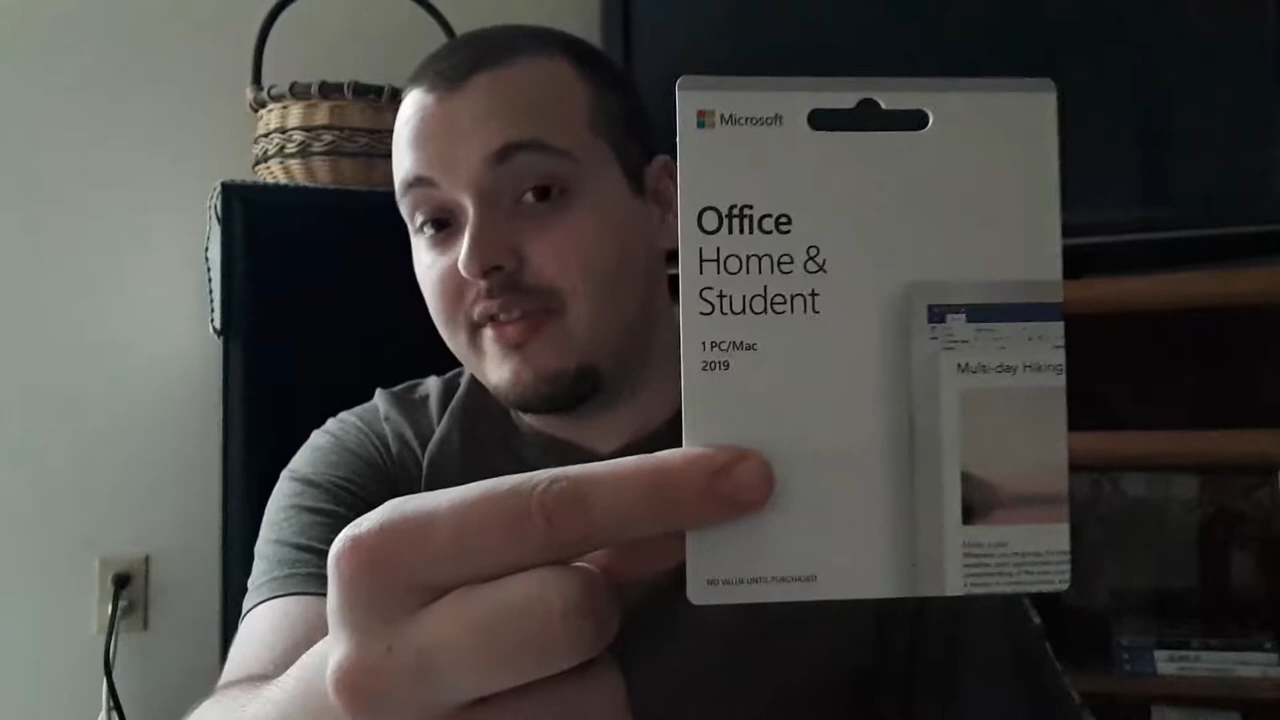 Microsoft
Office
Home &
Student
1 PC/Mac
2019
Multi-day Hiking
NO VALUE UNTIL PURCHASED